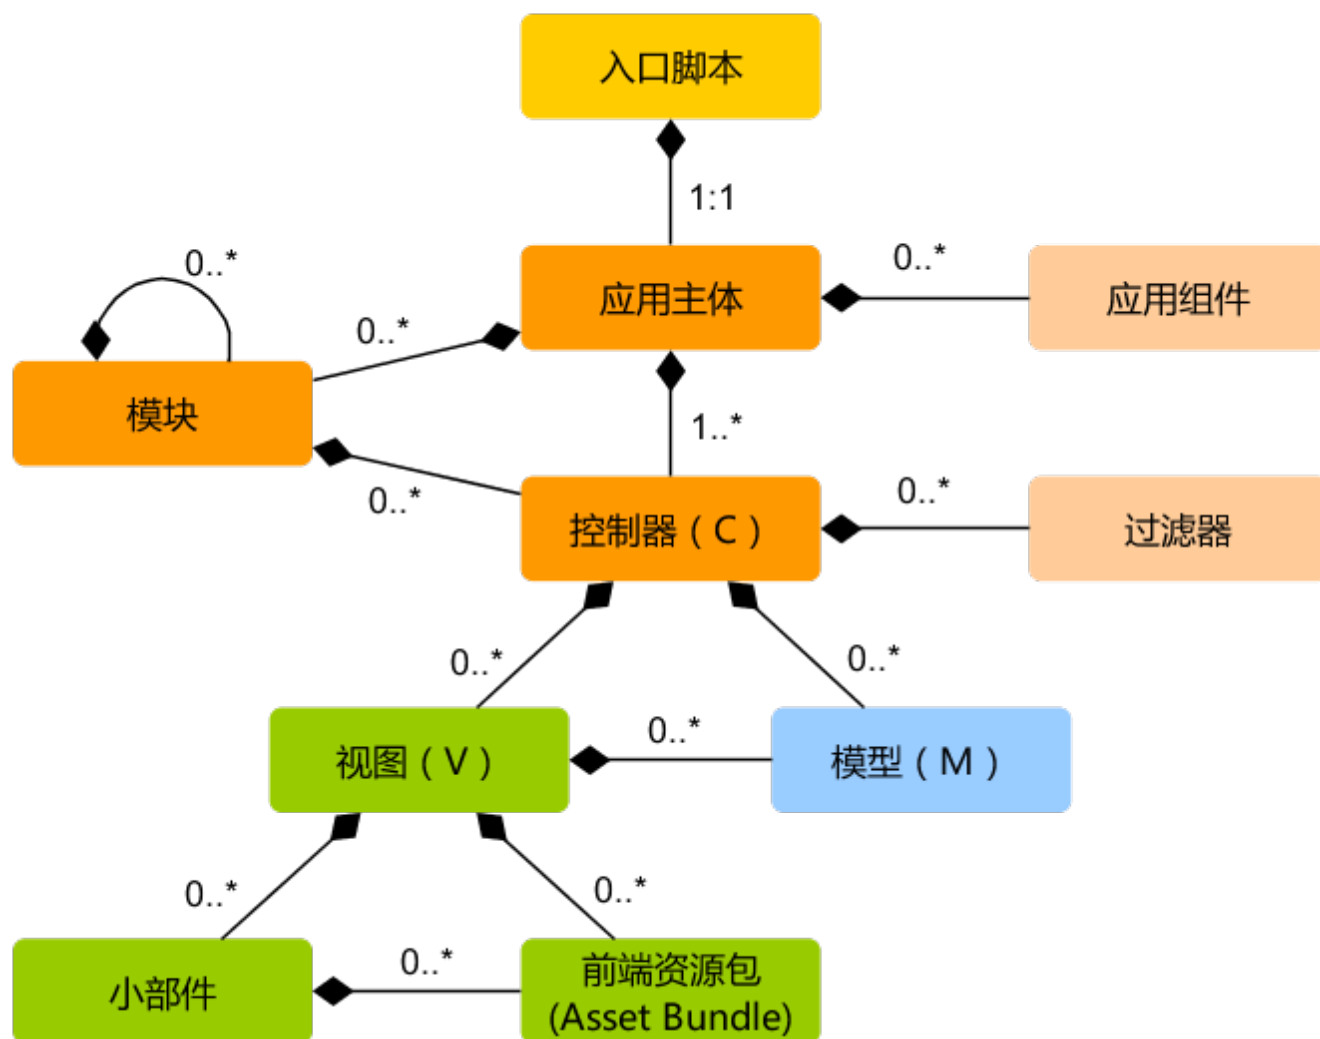 入口脚本
1:1
应用主体
0..*
应用组件
0..*
0..*
模块
1..*
0..*
控制器（C）
0..*
过滤器
0..*
0..*
视图（V）
0..*
模型（M）
0..*
0..*
小部件
0..*
前端资源包
(Asset Bundle)